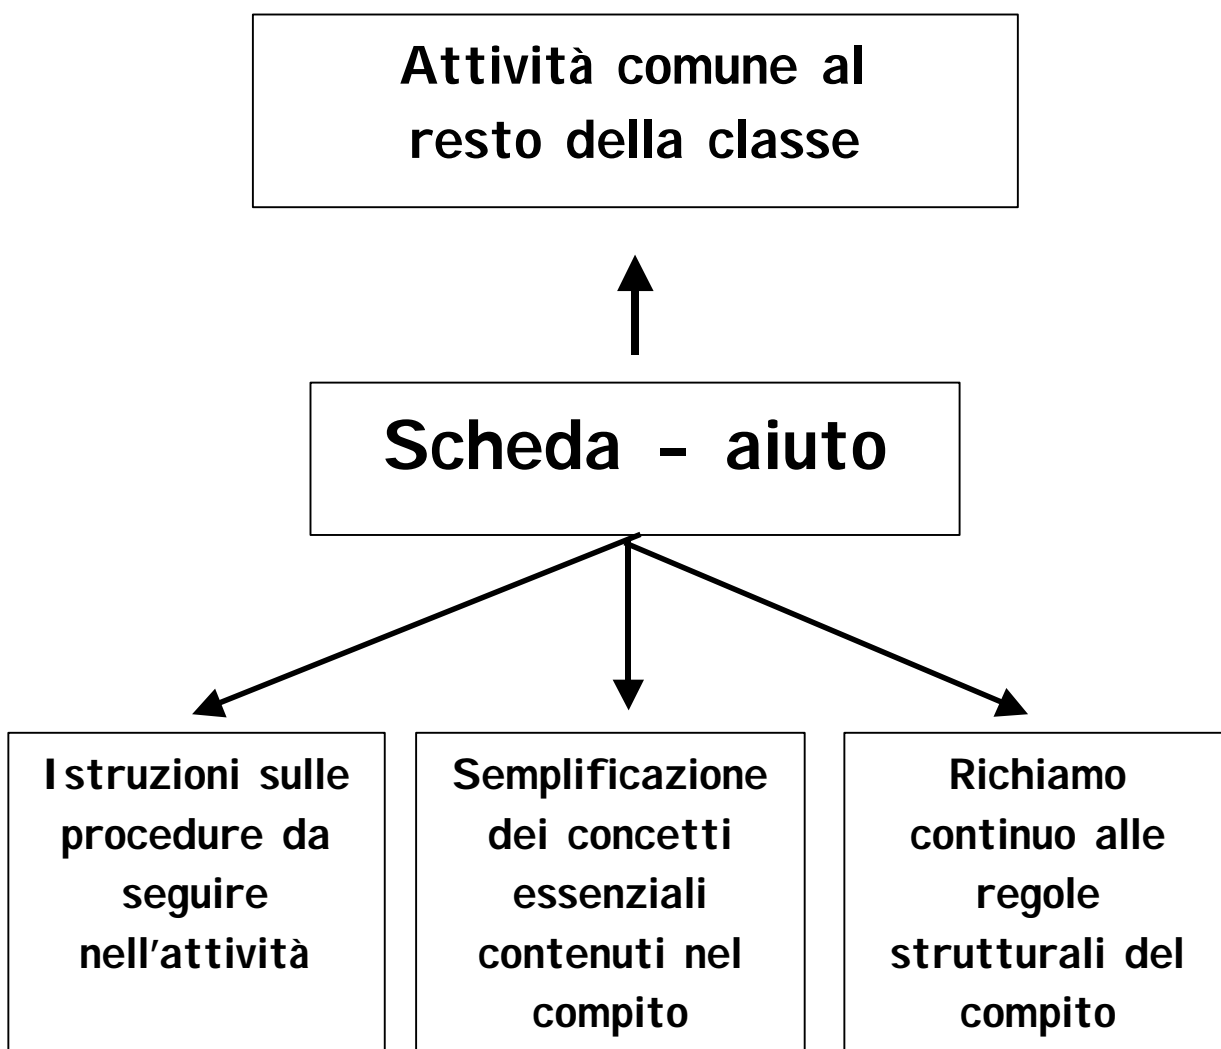 Attività comune al
resto della classe
Scheda - aiuto
Istruzioni sulle
procedure da
seguire
nell'attività
Semplificazione
dei concetti
essenziali
contenuti nel
compito
Richiamo
continuo alle
regole
strutturali del
compito